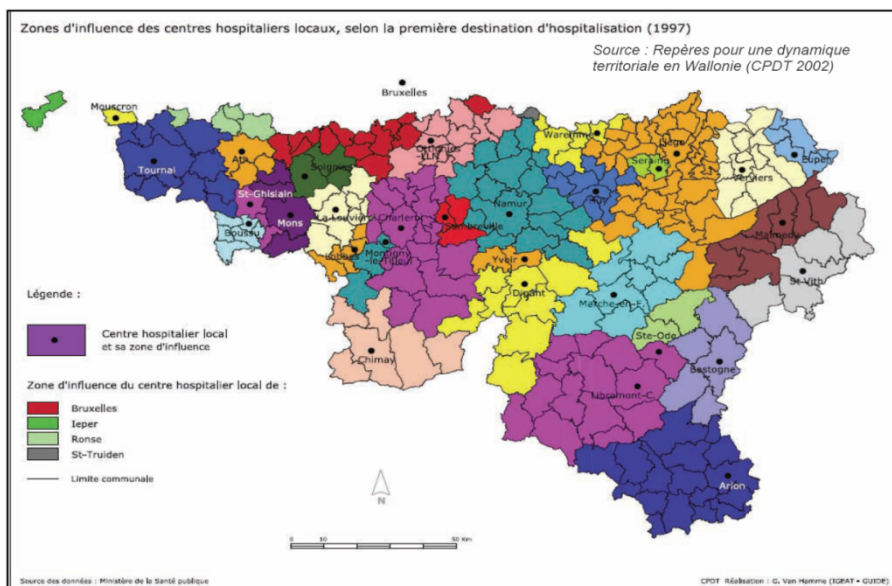 Zones d'influence des centres hospitaliers locaux, selon la première destination d'hospitalisation (1997)
Source : Repères pour une dynamique
territoriale en Wallonie (CPDT 2002)
Bruxelles
Mouscron
Tournai
Ath
Soignies
Ottignies
-LLN
Waremme
Liège
Seraing
Verviers
Eupen
St-Ghislain
Mons
Boussu
La-Louvière
Charleroi
Sambreville
Namur
Huy
Malmedy
Lobbes
Montigny
-le-Tilleul
Yvoir
Dinant
Marche-en-F.
St-Vith
Ste-Ode
Chimay
Bastogne
Libramont-C.
Arlon
Légende :
Centre hospitalier local
et sa zone d'influence
Zone d'influence du centre hospitalier local de :
Bruxelles
Ieper
Ronse
St-Truiden
Limite communale
N
0 50 Km
Source des données : Ministère de la Santé publique
CPDT Réalisation : G. Van Hamme (IGEAT • GUIDE)